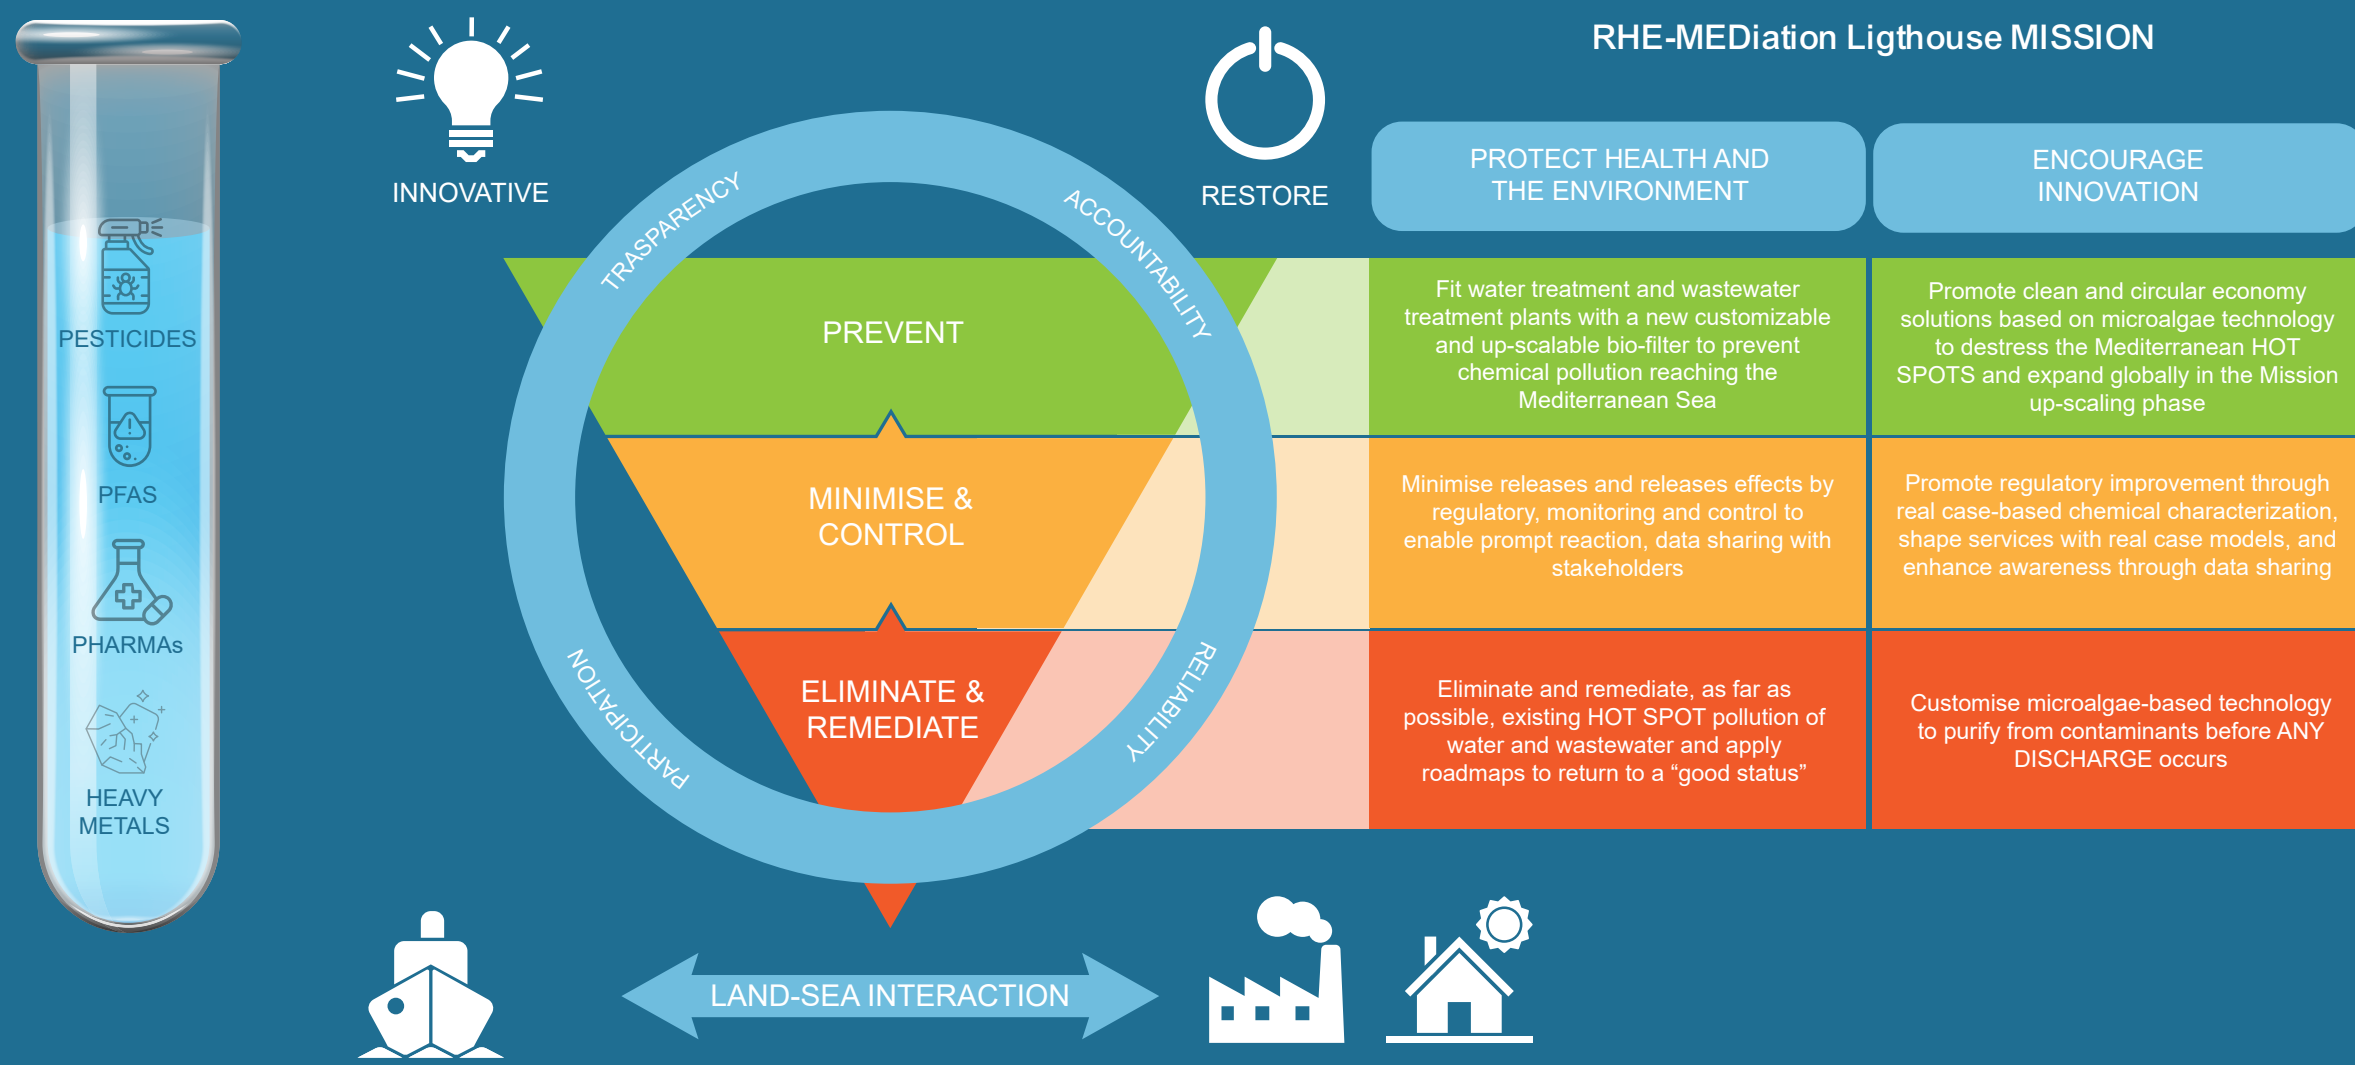 PESTICIDES
PFAS
PHARMAs
HEAVY
METALS
INNOVATIVE
RESTORE
TRASPARENCY
ACCOUNTABILITY
PARTICIPATION
RELIABILITY
PREVENT
MINIMISE &
CONTROL
ELIMINATE &
REMEDIATE
LAND-SEA INTERACTION
RHE-MEDiation Ligthouse MISSION
PROTECT HEALTH AND
THE ENVIRONMENT
ENCOURAGE
INNOVATION
Fit water treatment and wastewater
treatment plants with a new customizable
and up-scalable bio-filter to prevent
chemical pollution reaching the
Mediterranean Sea
Promote clean and circular economy
solutions based on microalgae technology
to destress the Mediterranean HOT
SPOTS and expand globally in the Mission
up-scaling phase
Minimise releases and releases effects by
regulatory, monitoring and control to
enable prompt reaction, data sharing with
stakeholders
Promote regulatory improvement through
real case-based chemical characterization,
shape services with real case models, and
enhance awareness through data sharing
Eliminate and remediate, as far as
possible, existing HOT SPOT pollution of
water and wastewater and apply
roadmaps to return to a “good status”
Customise microalgae-based technology
to purify from contaminants before ANY
DISCHARGE occurs